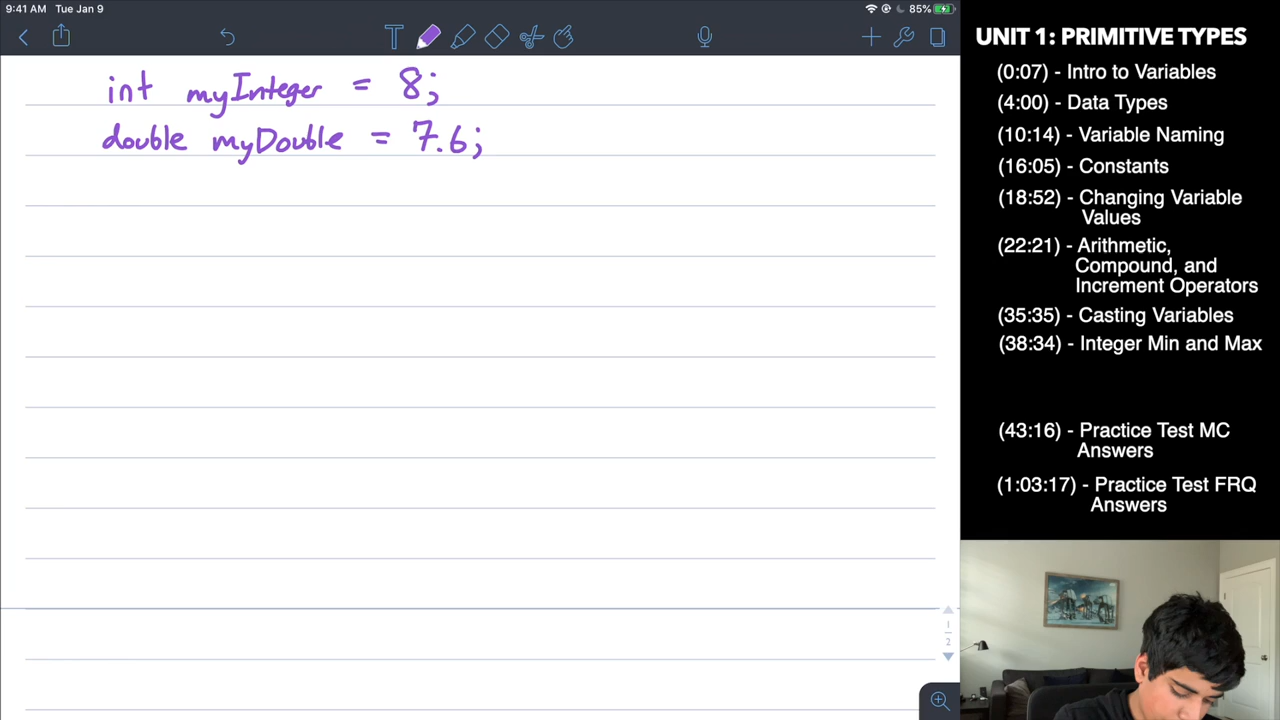 9:41 AM Tue Jan 9
85%
int myInteger = 8;
double myDouble = 7.6;
1
2
UNIT 1: PRIMITIVE TYPES
(0:07) - Intro to Variables
(4:00) - Data Types
(10:14) - Variable Naming
(16:05) - Constants
(18:52) - Changing Variable
Values
(22:21) - Arithmetic,
Compound, and
Increment Operators
(35:35) - Casting Variables
(38:34) - Integer Min and Max
(43:16) - Practice Test MC
Answers
(1:03:17) - Practice Test FRQ
Answers